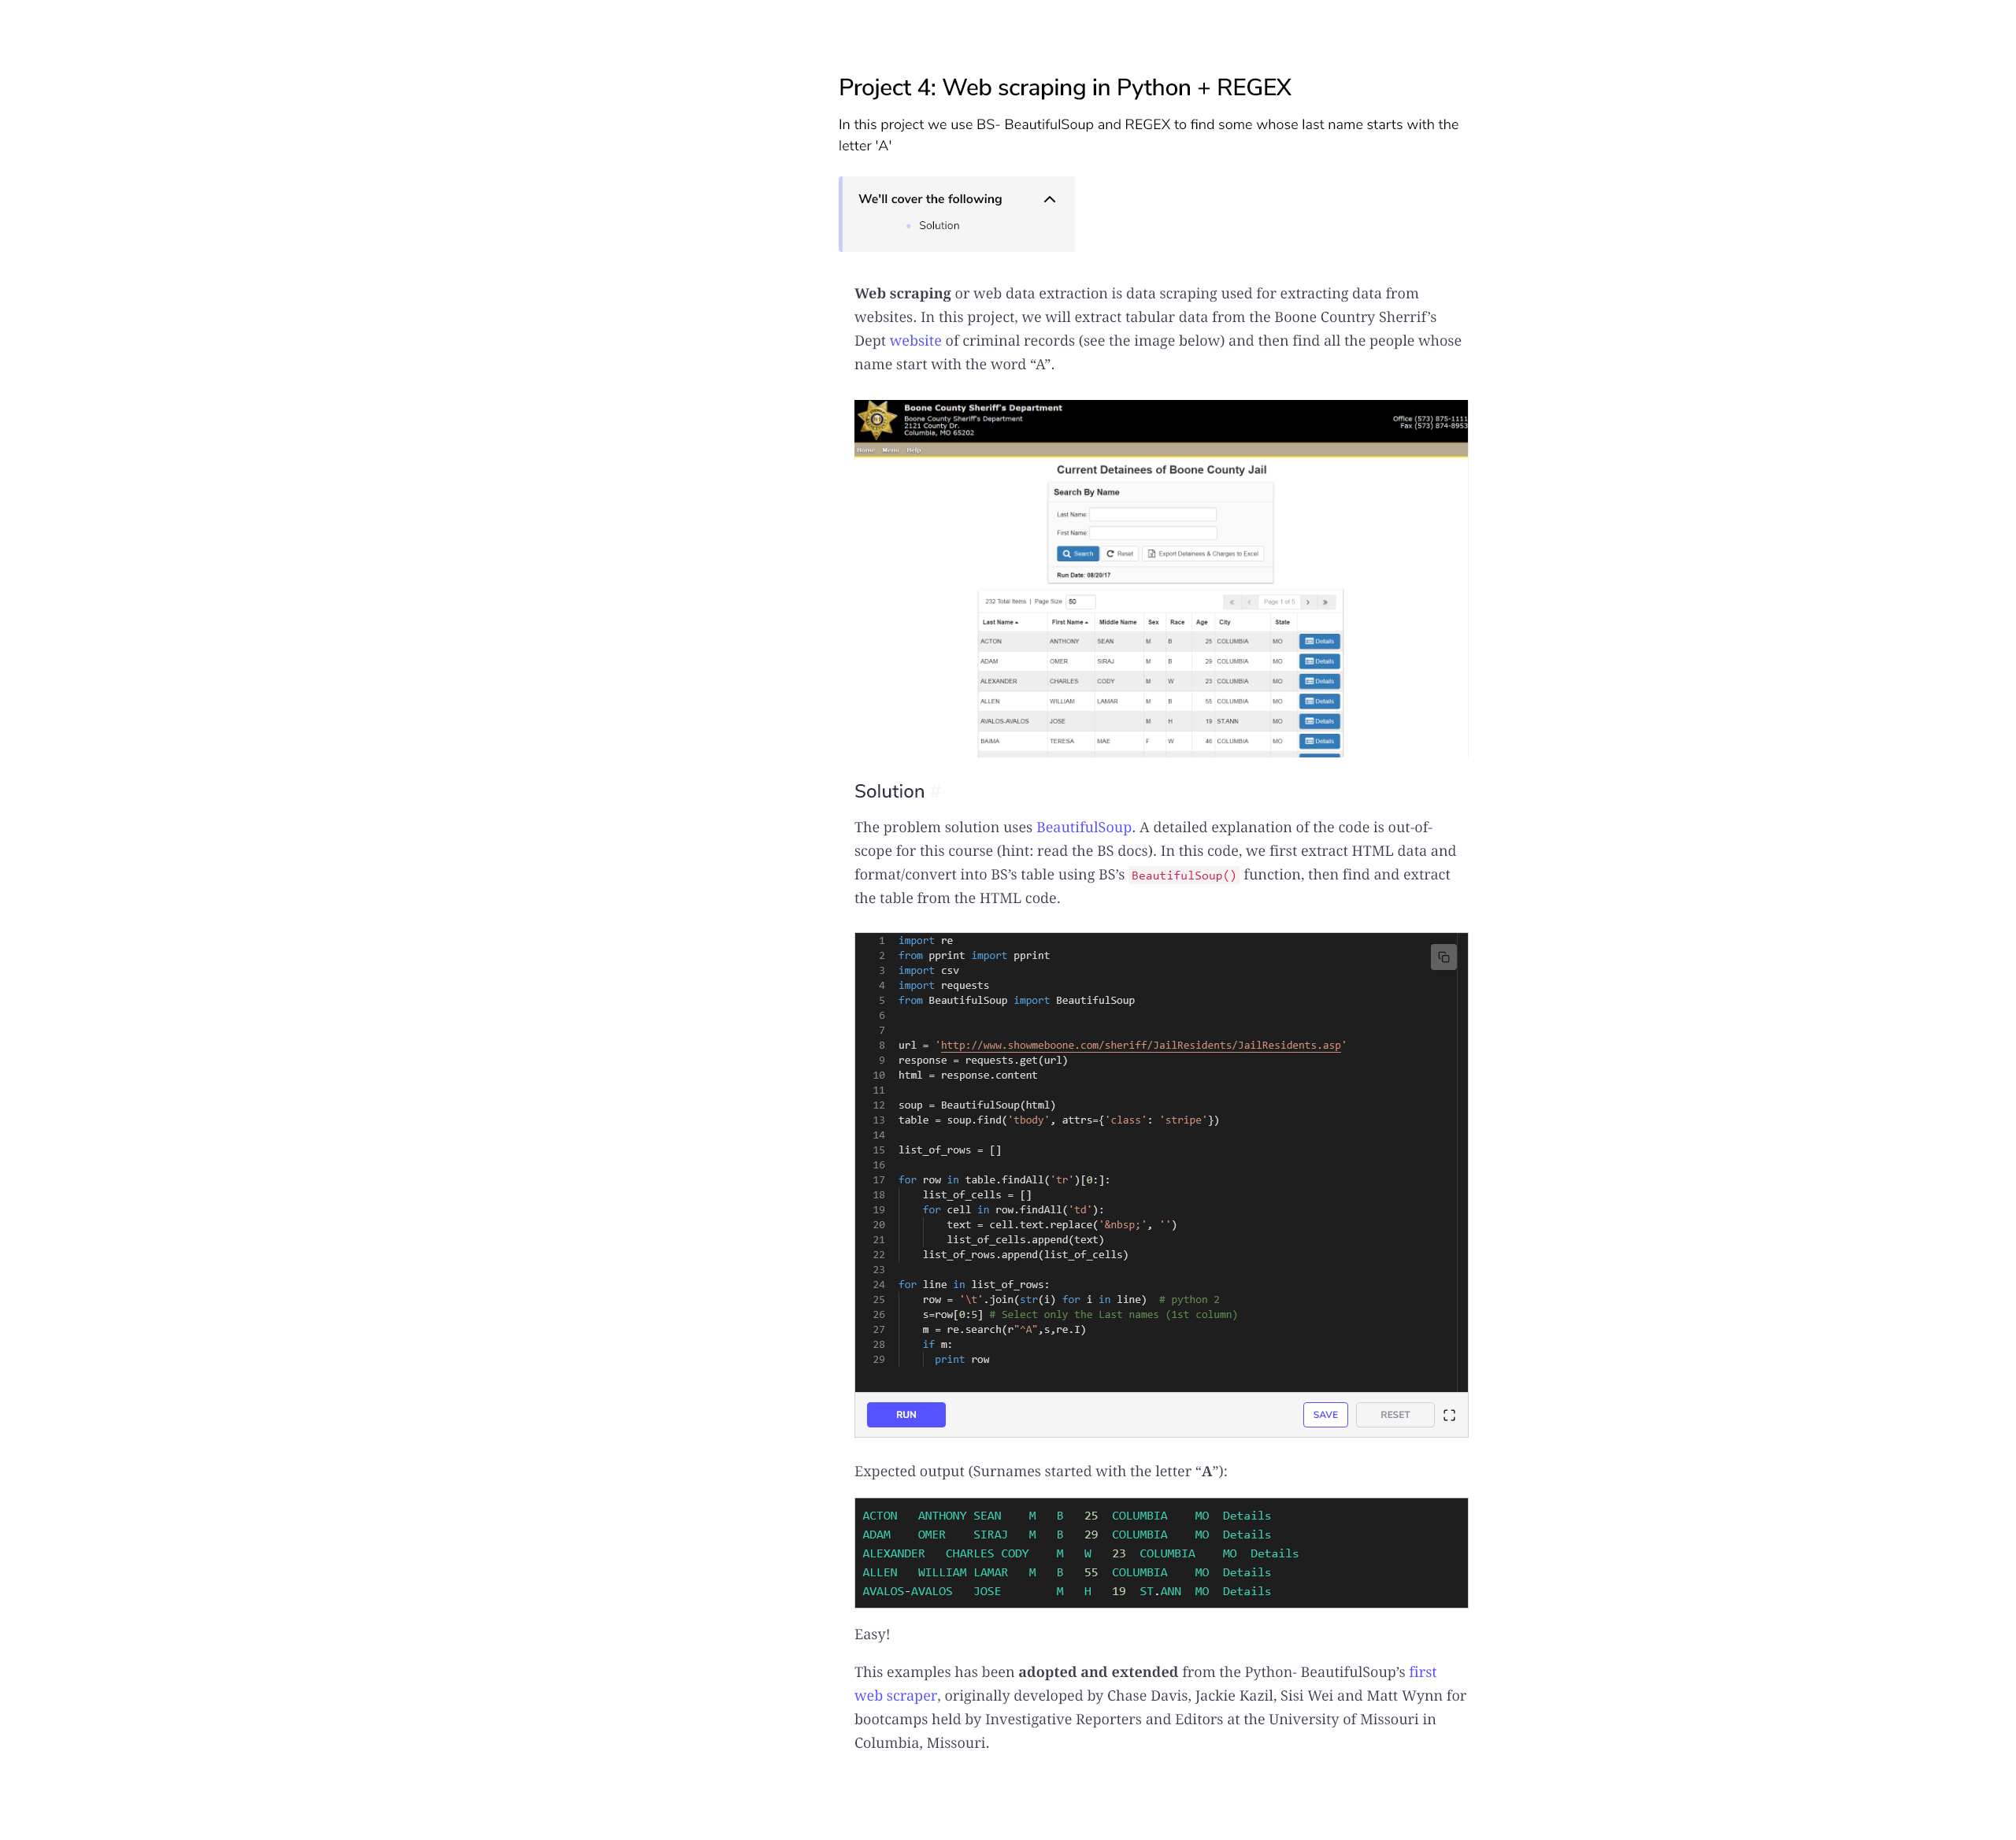 Project 4: Web scraping in Python + REGEX
In this project we use BS- BeautifulSoup and REGEX to find some whose last name starts with the
letter 'A'
We'll cover the following
Solution
Web scraping or web data extraction is data scraping used for extracting data from
websites. In this project, we will extract tabular data from the Boone Country Sherrif’s
Dept website of criminal records (see the image below) and then find all the people whose
name start with the word “A”.
Boone County Sheriff's Department
Boone County Sheriff's Department
2121 County Dr.
Columbia, MO 65202
Office (573) 875-1111
Fax (573) 874-8953
Home Menu Help
Current Detainees of Boone County Jail
Search By Name
Last Name:
First Name:
Search Reset Export Detainees & Charges to Excel
Run Date: 08/20/17
232 Total Items | Page Size 50 « ‹ Page 1 of 5 › »
Last Name First Name Middle Name Sex Race Age City State
ACTON ANTHONY SEAN M B 25 COLUMBIA MO Details
ADAM OMER SIRAJ M B 29 COLUMBIA MO Details
ALEXANDER CHARLES CODY M W 23 COLUMBIA MO Details
ALLEN WILLIAM LAMAR M B 55 COLUMBIA MO Details
AVALOS-AVALOS JOSE M H 19 ST.ANN MO Details
BAIMA TERESA MAE F W 46 COLUMBIA MO Details
Solution #
The problem solution uses BeautifulSoup. A detailed explanation of the code is out-of-
scope for this course (hint: read the BS docs). In this code, we first extract HTML data and
format/convert into BS’s table using BS’s BeautifulSoup() function, then find and extract
the table from the HTML code.
1 import re
2 from pprint import pprint
3 import csv
4 import requests
5 from BeautifulSoup import BeautifulSoup
6
7
8 url = 'http://www.showmeboone.com/sheriff/JailResidents/JailResidents.asp'
9 response = requests.get(url)
10 html = response.content
11
12 soup = BeautifulSoup(html)
13 table = soup.find('tbody', attrs={'class': 'stripe'})
14
15 list_of_rows = []
16
17 for row in table.findAll('tr')[0:]:
18     list_of_cells = []
19     for cell in row.findAll('td'):
20         text = cell.text.replace('&nbsp;', '')
21         list_of_cells.append(text)
22     list_of_rows.append(list_of_cells)
23
24 for line in list_of_rows:
25     row = '\t'.join(str(i) for i in line)  # python 2
26     s=row[0:5] # Select only the Last names (1st column)
27     m = re.search(r"^A",s,re.I)
28     if m:
29       print row
RUN SAVE RESET
Expected output (Surnames started with the letter “A”):
ACTON   ANTHONY SEAN    M   B   25  COLUMBIA    MO  Details
ADAM    OMER    SIRAJ   M   B   29  COLUMBIA    MO  Details
ALEXANDER   CHARLES CODY    M   W   23  COLUMBIA    MO  Details
ALLEN   WILLIAM LAMAR   M   B   55  COLUMBIA    MO  Details
AVALOS-AVALOS   JOSE        M   H   19  ST.ANN  MO  Details
Easy!
This examples has been adopted and extended from the Python- BeautifulSoup’s first
web scraper, originally developed by Chase Davis, Jackie Kazil, Sisi Wei and Matt Wynn for
bootcamps held by Investigative Reporters and Editors at the University of Missouri in
Columbia, Missouri.